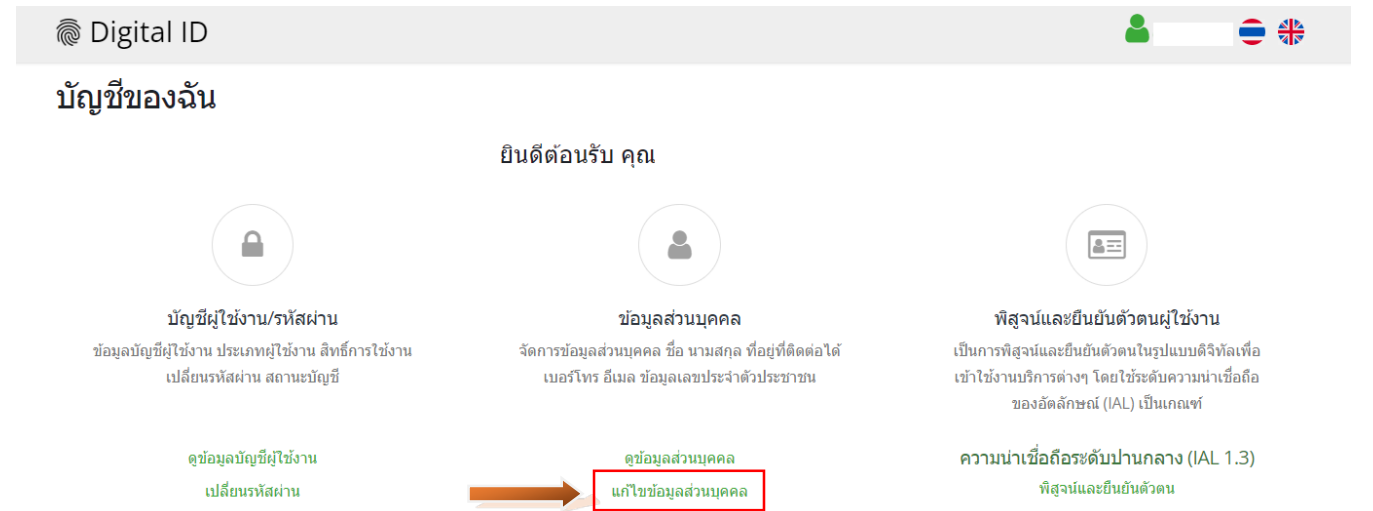 Digital ID
บัญชีของฉัน
ยินดีต้อนรับ คุณ
บัญชีผู้ใช้งาน/รหัสผ่าน
ข้อมูลบัญชีผู้ใช้งาน ประเภทผู้ใช้งาน สิทธิ์การใช้งาน
เปลี่ยนรหัสผ่าน สถานะบัญชี
ดูข้อมูลบัญชีผู้ใช้งาน
เปลี่ยนรหัสผ่าน
ข้อมูลส่วนบุคคล
จัดการข้อมูลส่วนบุคคล ชื่อ นามสกุล ที่อยู่ที่ติดต่อได้
เบอร์โทร อีเมล ข้อมูลเลขประจำตัวประชาชน
ดูข้อมูลส่วนบุคคล
แก้ไขข้อมูลส่วนบุคคล
พิสูจน์และยืนยันตัวตนผู้ใช้งาน
เป็นการพิสูจน์และยืนยันตัวตนในรูปแบบดิจิทัลเพื่อ
เข้าใช้งานบริการต่างๆ โดยใช้ระดับความน่าเชื่อถือ
ของอัตลักษณ์ (IAL) เป็นเกณฑ์
ความน่าเชื่อถือระดับปานกลาง (IAL 1.3)
พิสูจน์และยืนยันตัวตน